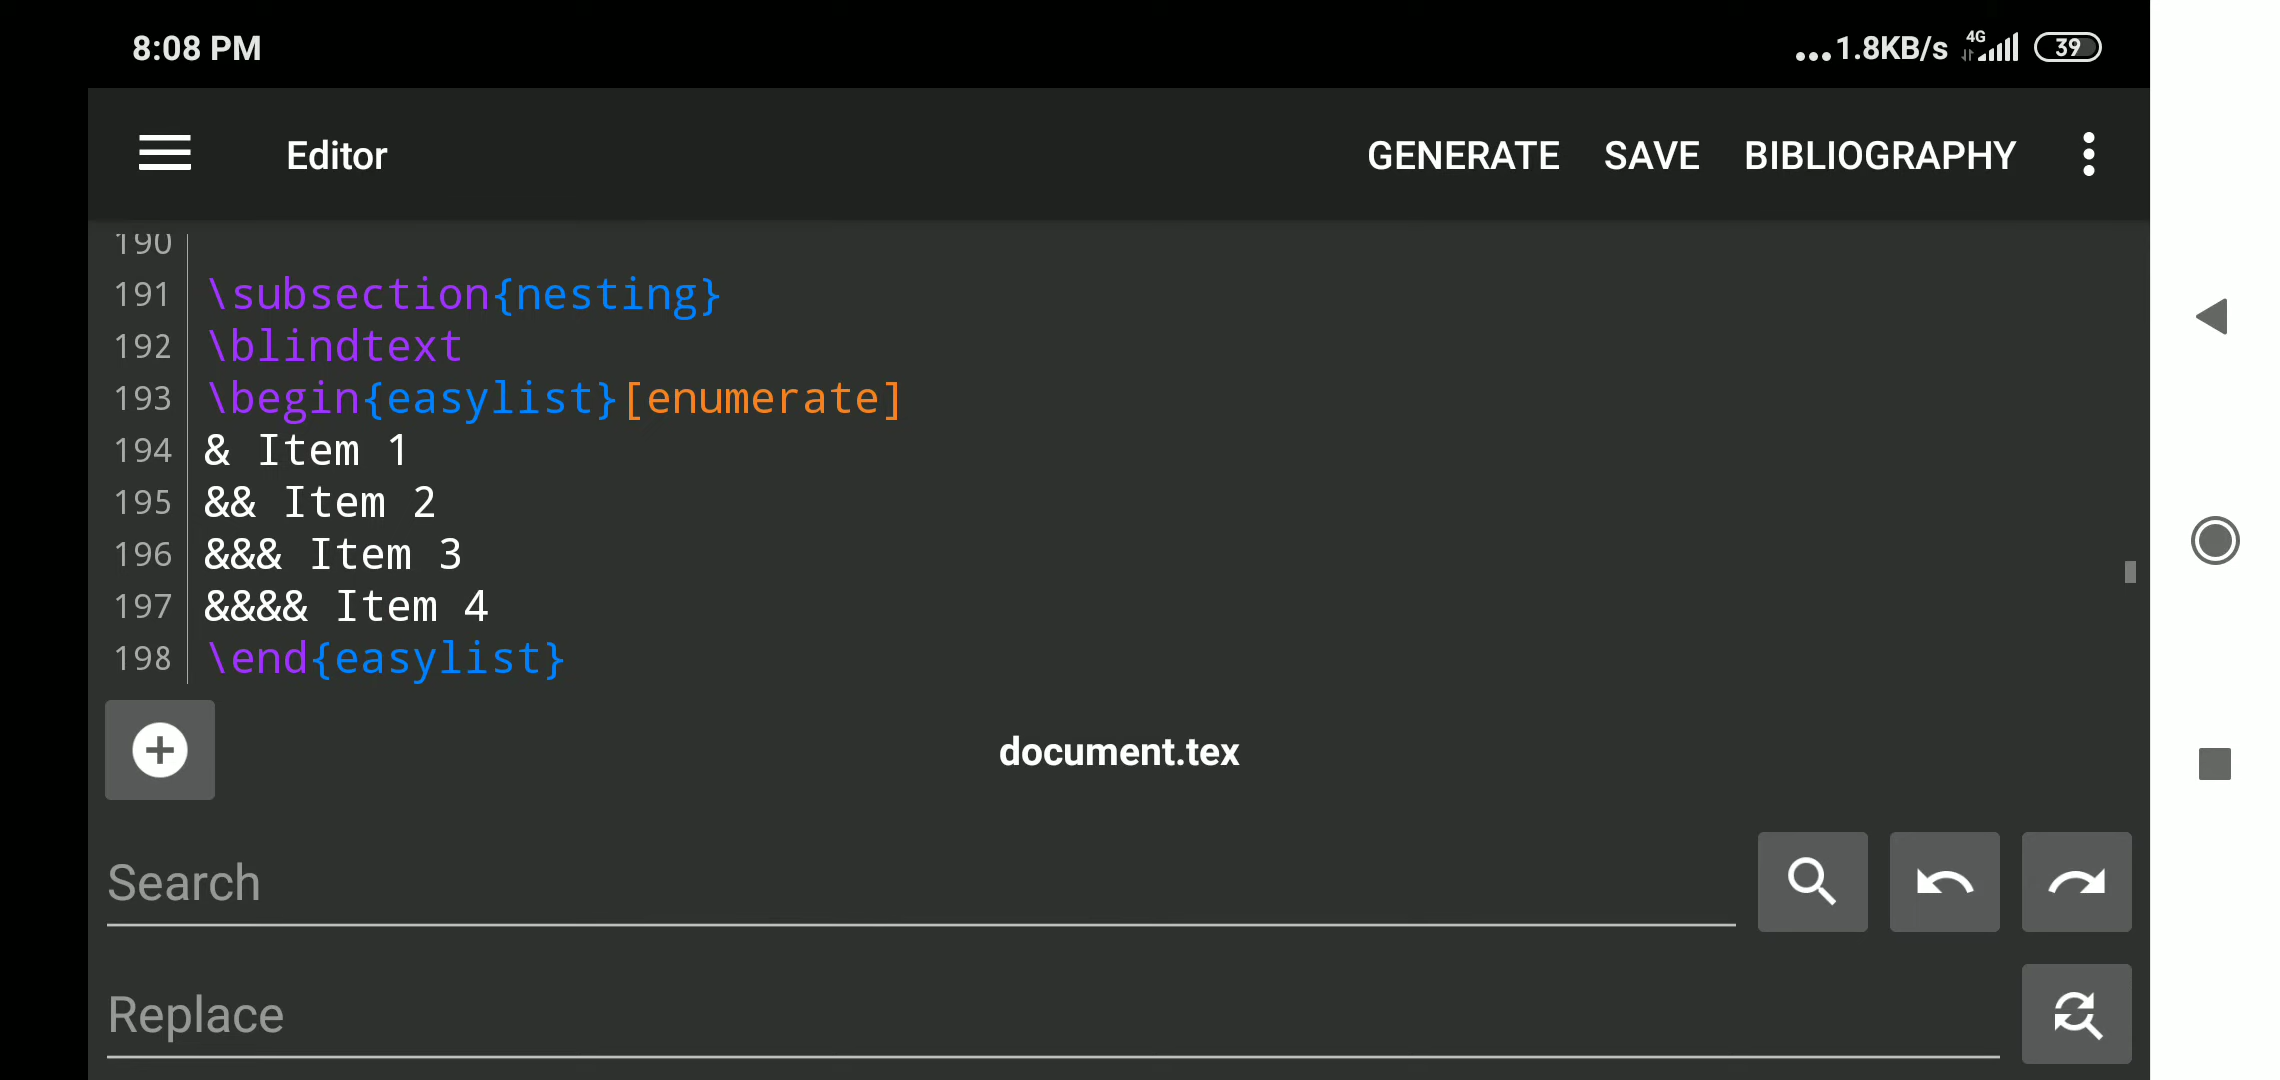 8:08 PM
...1.8KB/s 4G 39
Editor
GENERATE SAVE BIBLIOGRAPHY
190
191 \subsection{nesting}
192 \blindtext
193 \begin{easylist}[enumerate]
194 & Item 1
195 && Item 2
196 &&& Item 3
197 &&&& Item 4
198 \end{easylist}
document.tex
Search
Replace